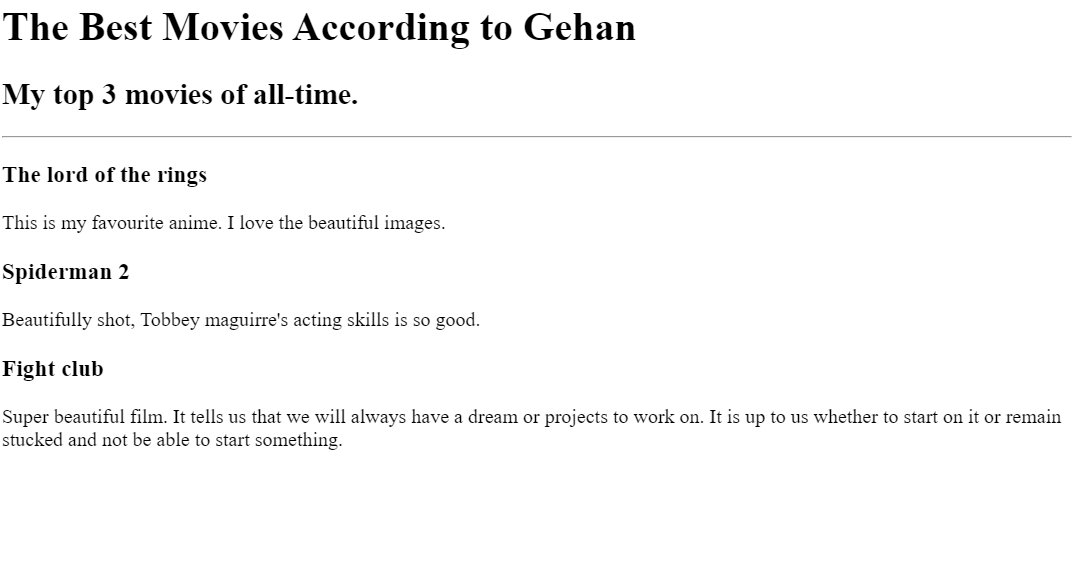 The Best Movies According to Gehan
My top 3 movies of all-time.
The lord of the rings
This is my favourite anime. I love the beautiful images.
Spiderman 2
Beautifully shot, Tobbey maguirre's acting skills is so good.
Fight club
Super beautiful film. It tells us that we will always have a dream or projects to work on. It is up to us whether to start on it or remain
stucked and not be able to start something.